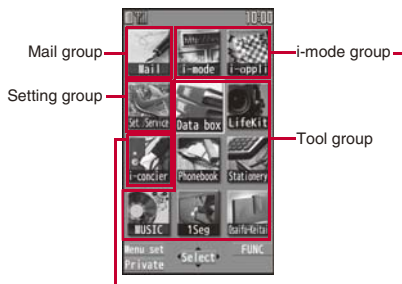 10:00
Mail group
i-mode group
Mail
i-mode
i-αppli
Setting group
Set./Service
Data box
LifeKit
Tool group
i-concier
Phonebook
Stationery
MUSIC
1Seg
Osaifu-Keitai
Menu set
Select
FUNC
Private